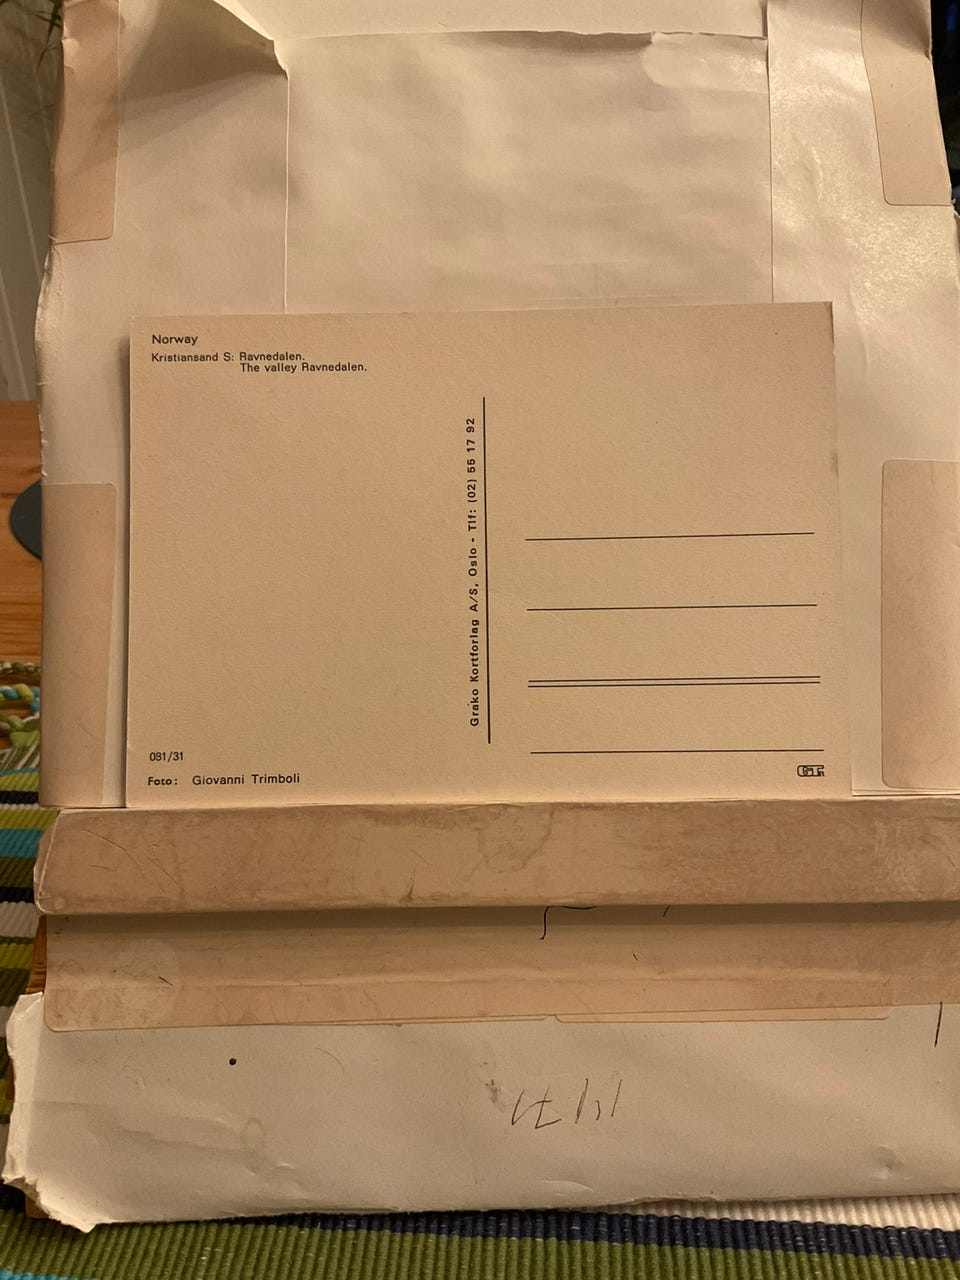 Norway
Kristiansand S: Ravnedalen.
The valley Ravnedalen.
Grako Kortforlag A/S, Oslo - Tlf: (02) 55 17 92
081/31
Foto: Giovanni Trimboli